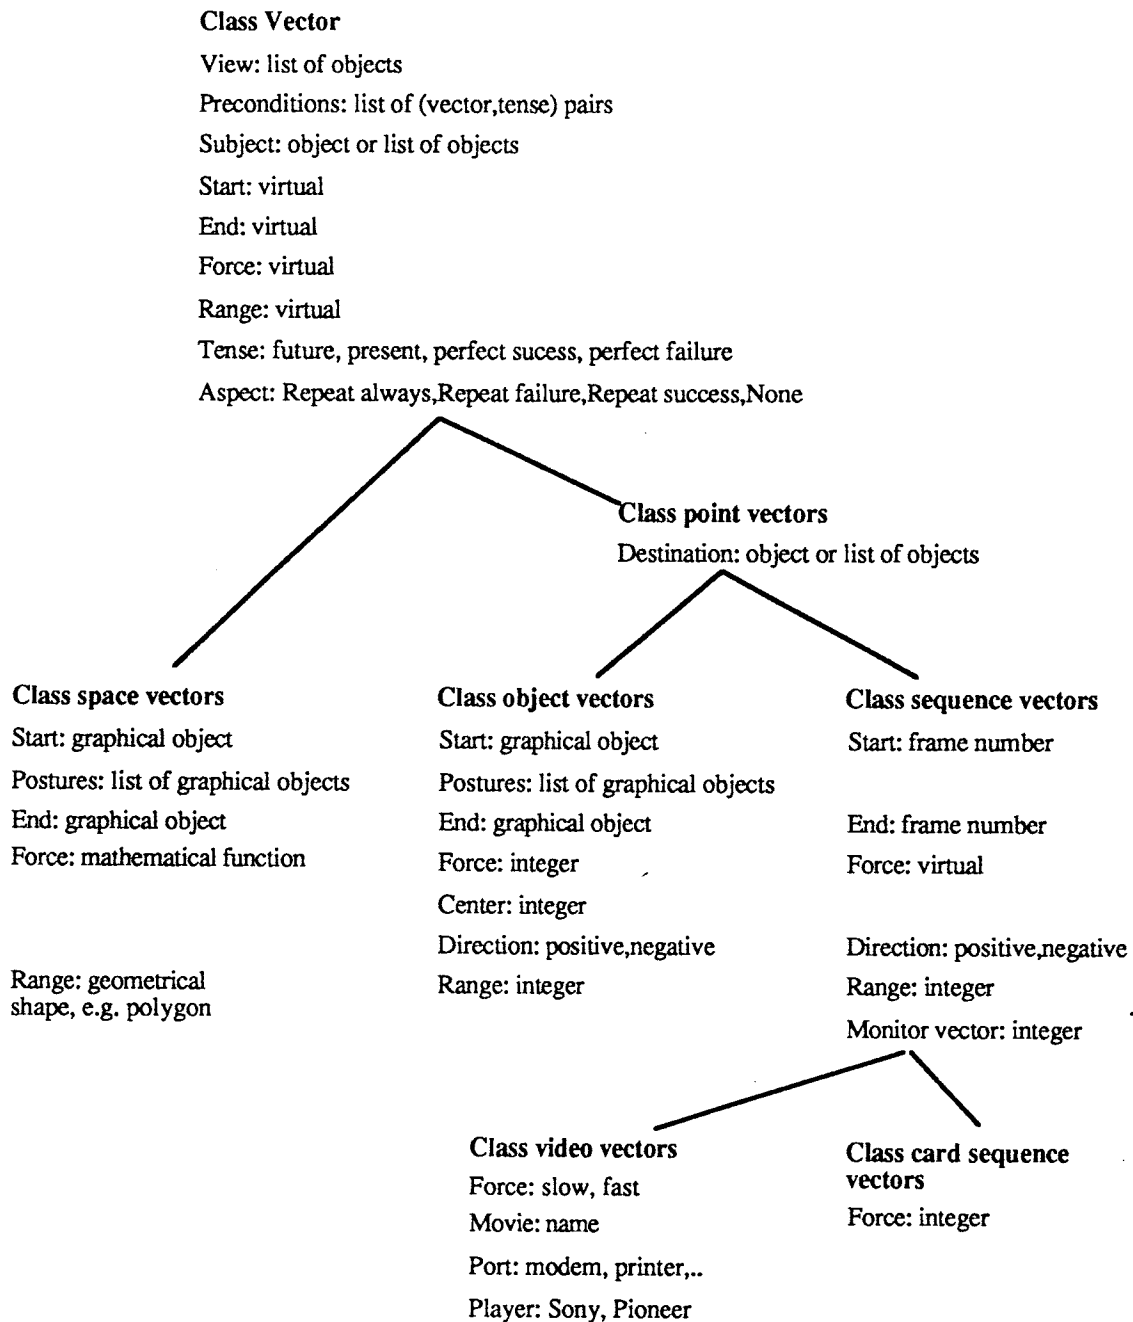 Class Vector
View: list of objects
Preconditions: list of (vector,tense) pairs
Subject: object or list of objects
Start: virtual
End: virtual
Force: virtual
Range: virtual
Tense: future, present, perfect sucess, perfect failure
Aspect: Repeat always,Repeat failure,Repeat success,None
Class point vectors
Destination: object or list of objects
Class space vectors
Start: graphical object
Postures: list of graphical objects
End: graphical object
Force: mathematical function
Range: geometrical
shape, e.g. polygon
Class object vectors
Start: graphical object
Postures: list of graphical objects
End: graphical object
Force: integer
Center: integer
Direction: positive,negative
Range: integer
Class sequence vectors
Start: frame number
End: frame number
Force: virtual
Direction: positive,negative
Range: integer
Monitor vector: integer
Class video vectors
Force: slow, fast
Movie: name
Port: modem, printer,..
Player: Sony, Pioneer
Class card sequence
vectors
Force: integer